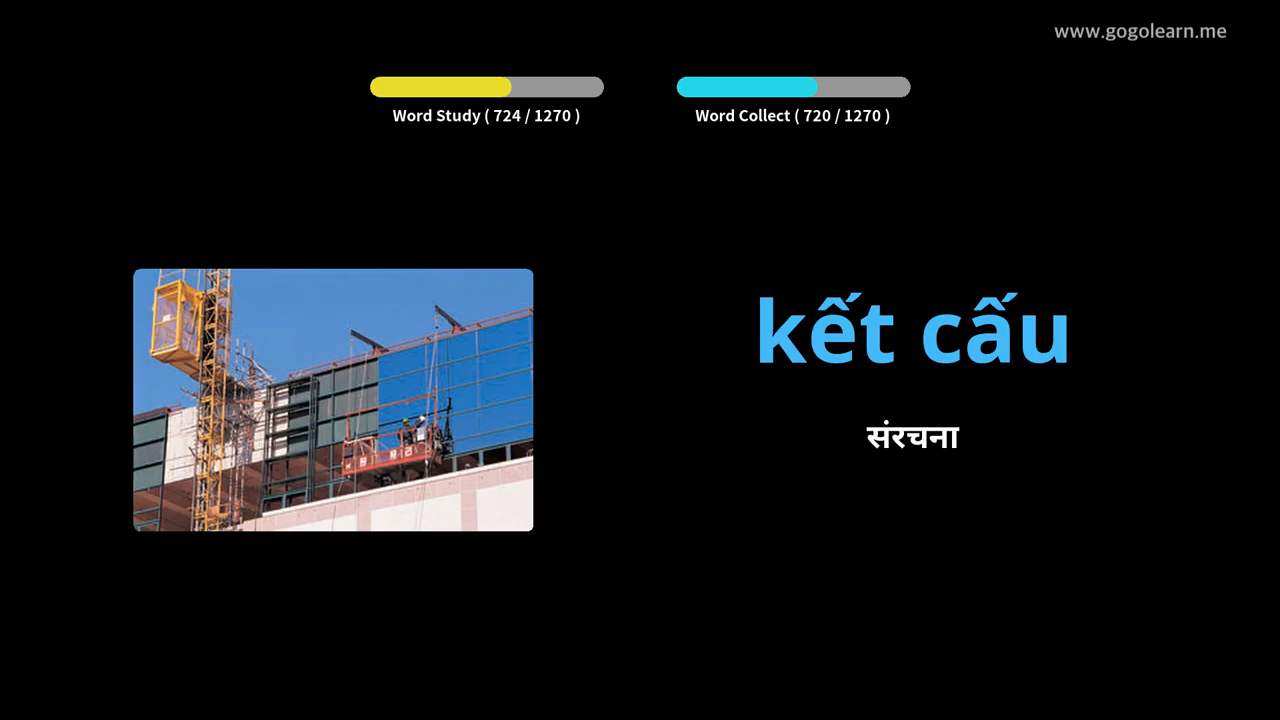 www.gogolearn.me
Word Study ( 724 / 1270 )
Word Collect ( 720 / 1270 )
kết cấu
संरचना